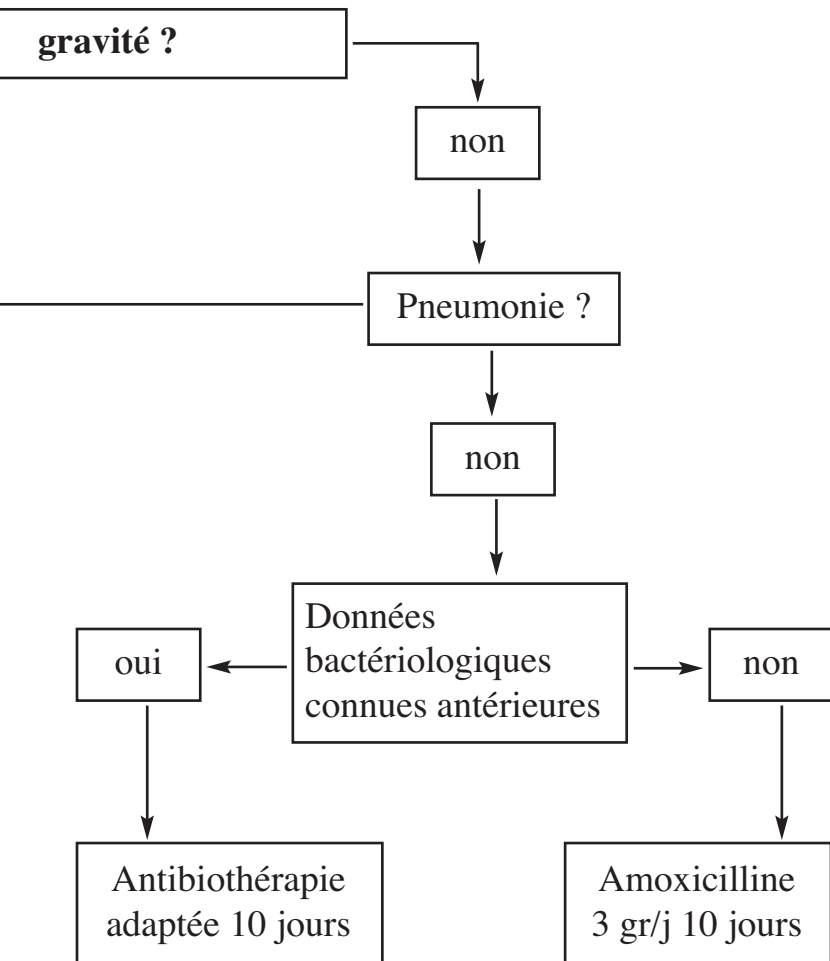 gravité ?
non
Pneumonie ?
non
Données
bactériologiques
connues antérieures
oui
non
Antibiothérapie
adaptée 10 jours
Amoxicilline
3 gr/j 10 jours